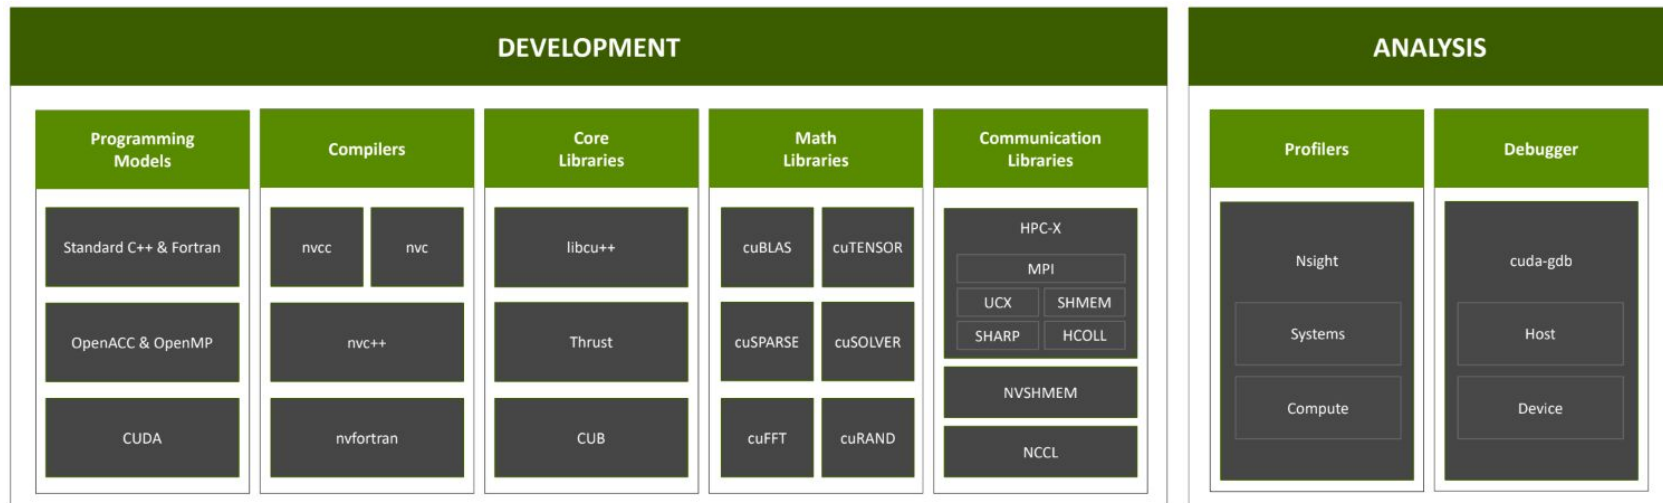 DEVELOPMENT
Programming
Models
Standard C++ & Fortran
OpenACC & OpenMP
CUDA
Compilers
nvcc
nvc
nvc++
nvfortran
Core
Libraries
libcu++
Thrust
CUB
Math
Libraries
cuBLAS
cuTENSOR
cuSPARSE
cuSOLVER
cuFFT
cuRAND
Communication
Libraries
HPC-X
MPI
UCX
SHMEM
SHARP
HCOLL
NVSHMEM
NCCL
ANALYSIS
Profilers
Nsight
Systems
Compute
Debugger
cuda-gdb
Host
Device